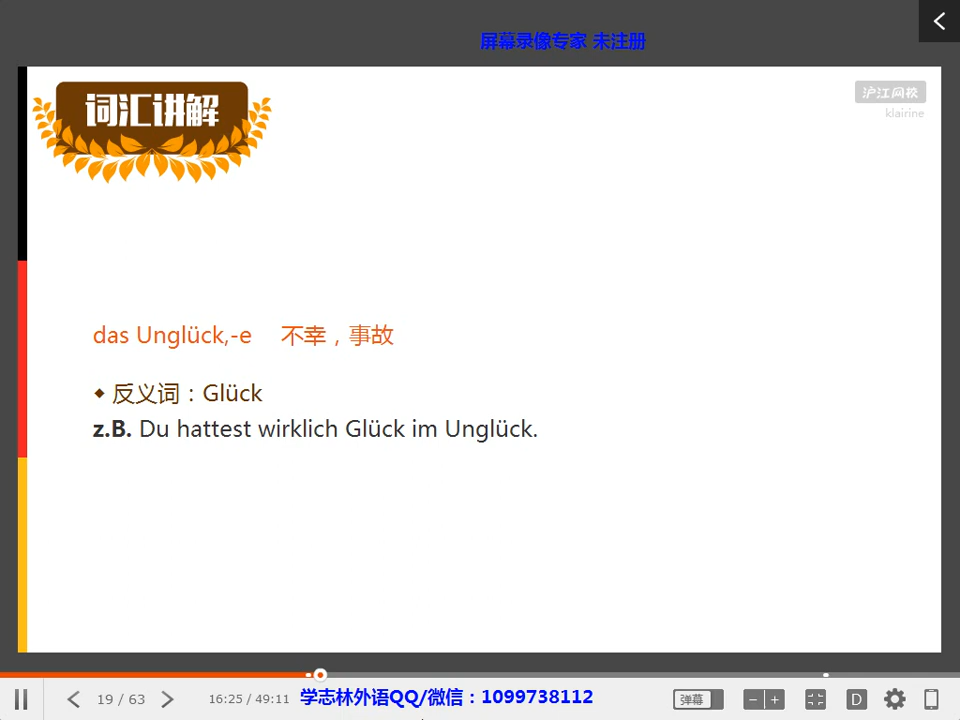 屏幕录像专家 未注册
词汇讲解
沪江网校
klairine
das Unglück,-e 不幸，事故
◆ 反义词：Glück
z.B. Du hattest wirklich Glück im Unglück.
19 / 63
16:25 / 49:11
学志林外语QQ/微信：1099738112
弹幕
D